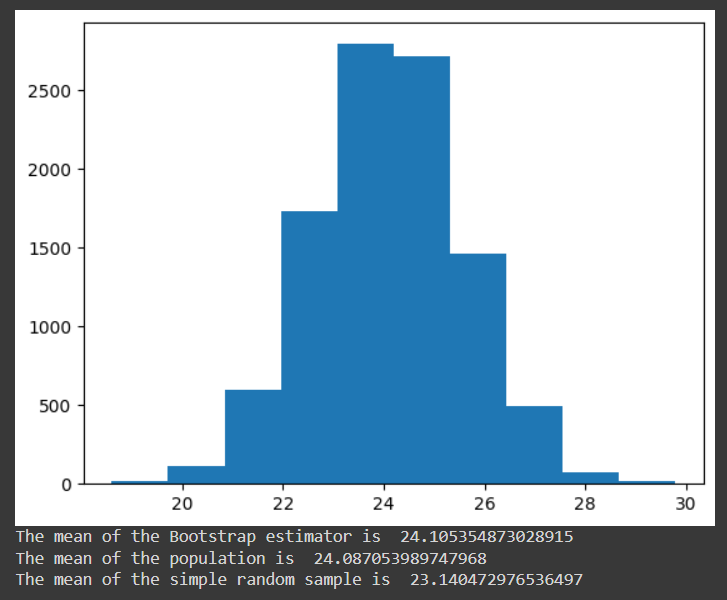 2500
2000
1500
1000
500
0
20 22 24 26 28 30
The mean of the Bootstrap estimator is  24.105354873028915
The mean of the population is  24.087053989747968
The mean of the simple random sample is  23.140472976536497